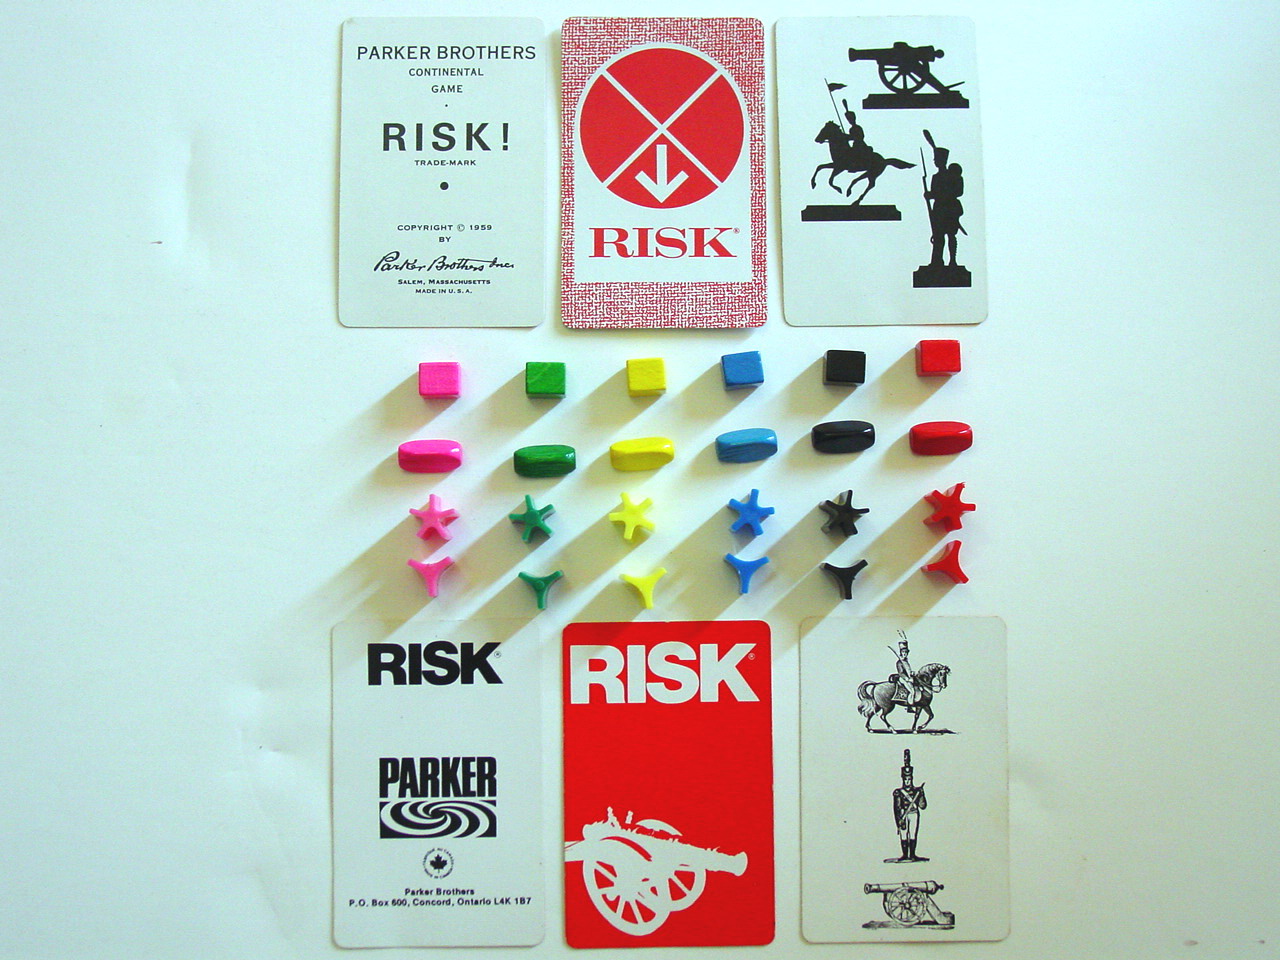 PARKER BROTHERS
CONTINENTAL
GAME
RISK!
TRADE-MARK
COPYRIGHT © 1959
BY
Parker Brothers Inc.
SALEM, MASSACHUSETTS
MADE IN U.S.A.
RISK®
RISK®
PARKER
Parker Brothers
P.O. Box 600, Concord, Ontario L4K 1B7
RISK®